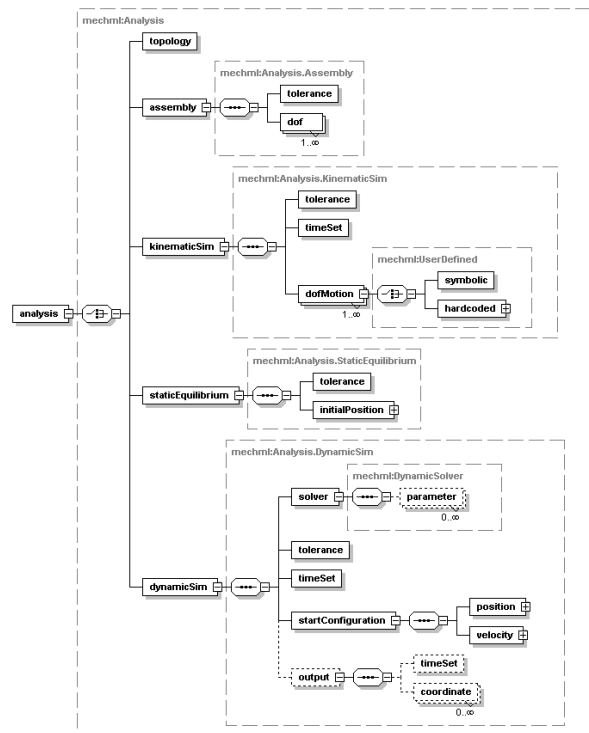 mechml:Analysis
topology
mechml:Analysis.Assembly
tolerance
assembly
dof
1..∞
mechml:Analysis.KinematicSim
tolerance
timeSet
kinematicSim
mechml:UserDefined
symbolic
dofMotion
hardcoded
1..∞
analysis
mechml:Analysis.StaticEquilibrium
tolerance
staticEquilibrium
initialPosition
mechml:Analysis.DynamicSim
mechml:DynamicSolver
solver
parameter
0..∞
tolerance
timeSet
dynamicSim
position
startConfiguration
velocity
timeSet
output
coordinate
0..∞